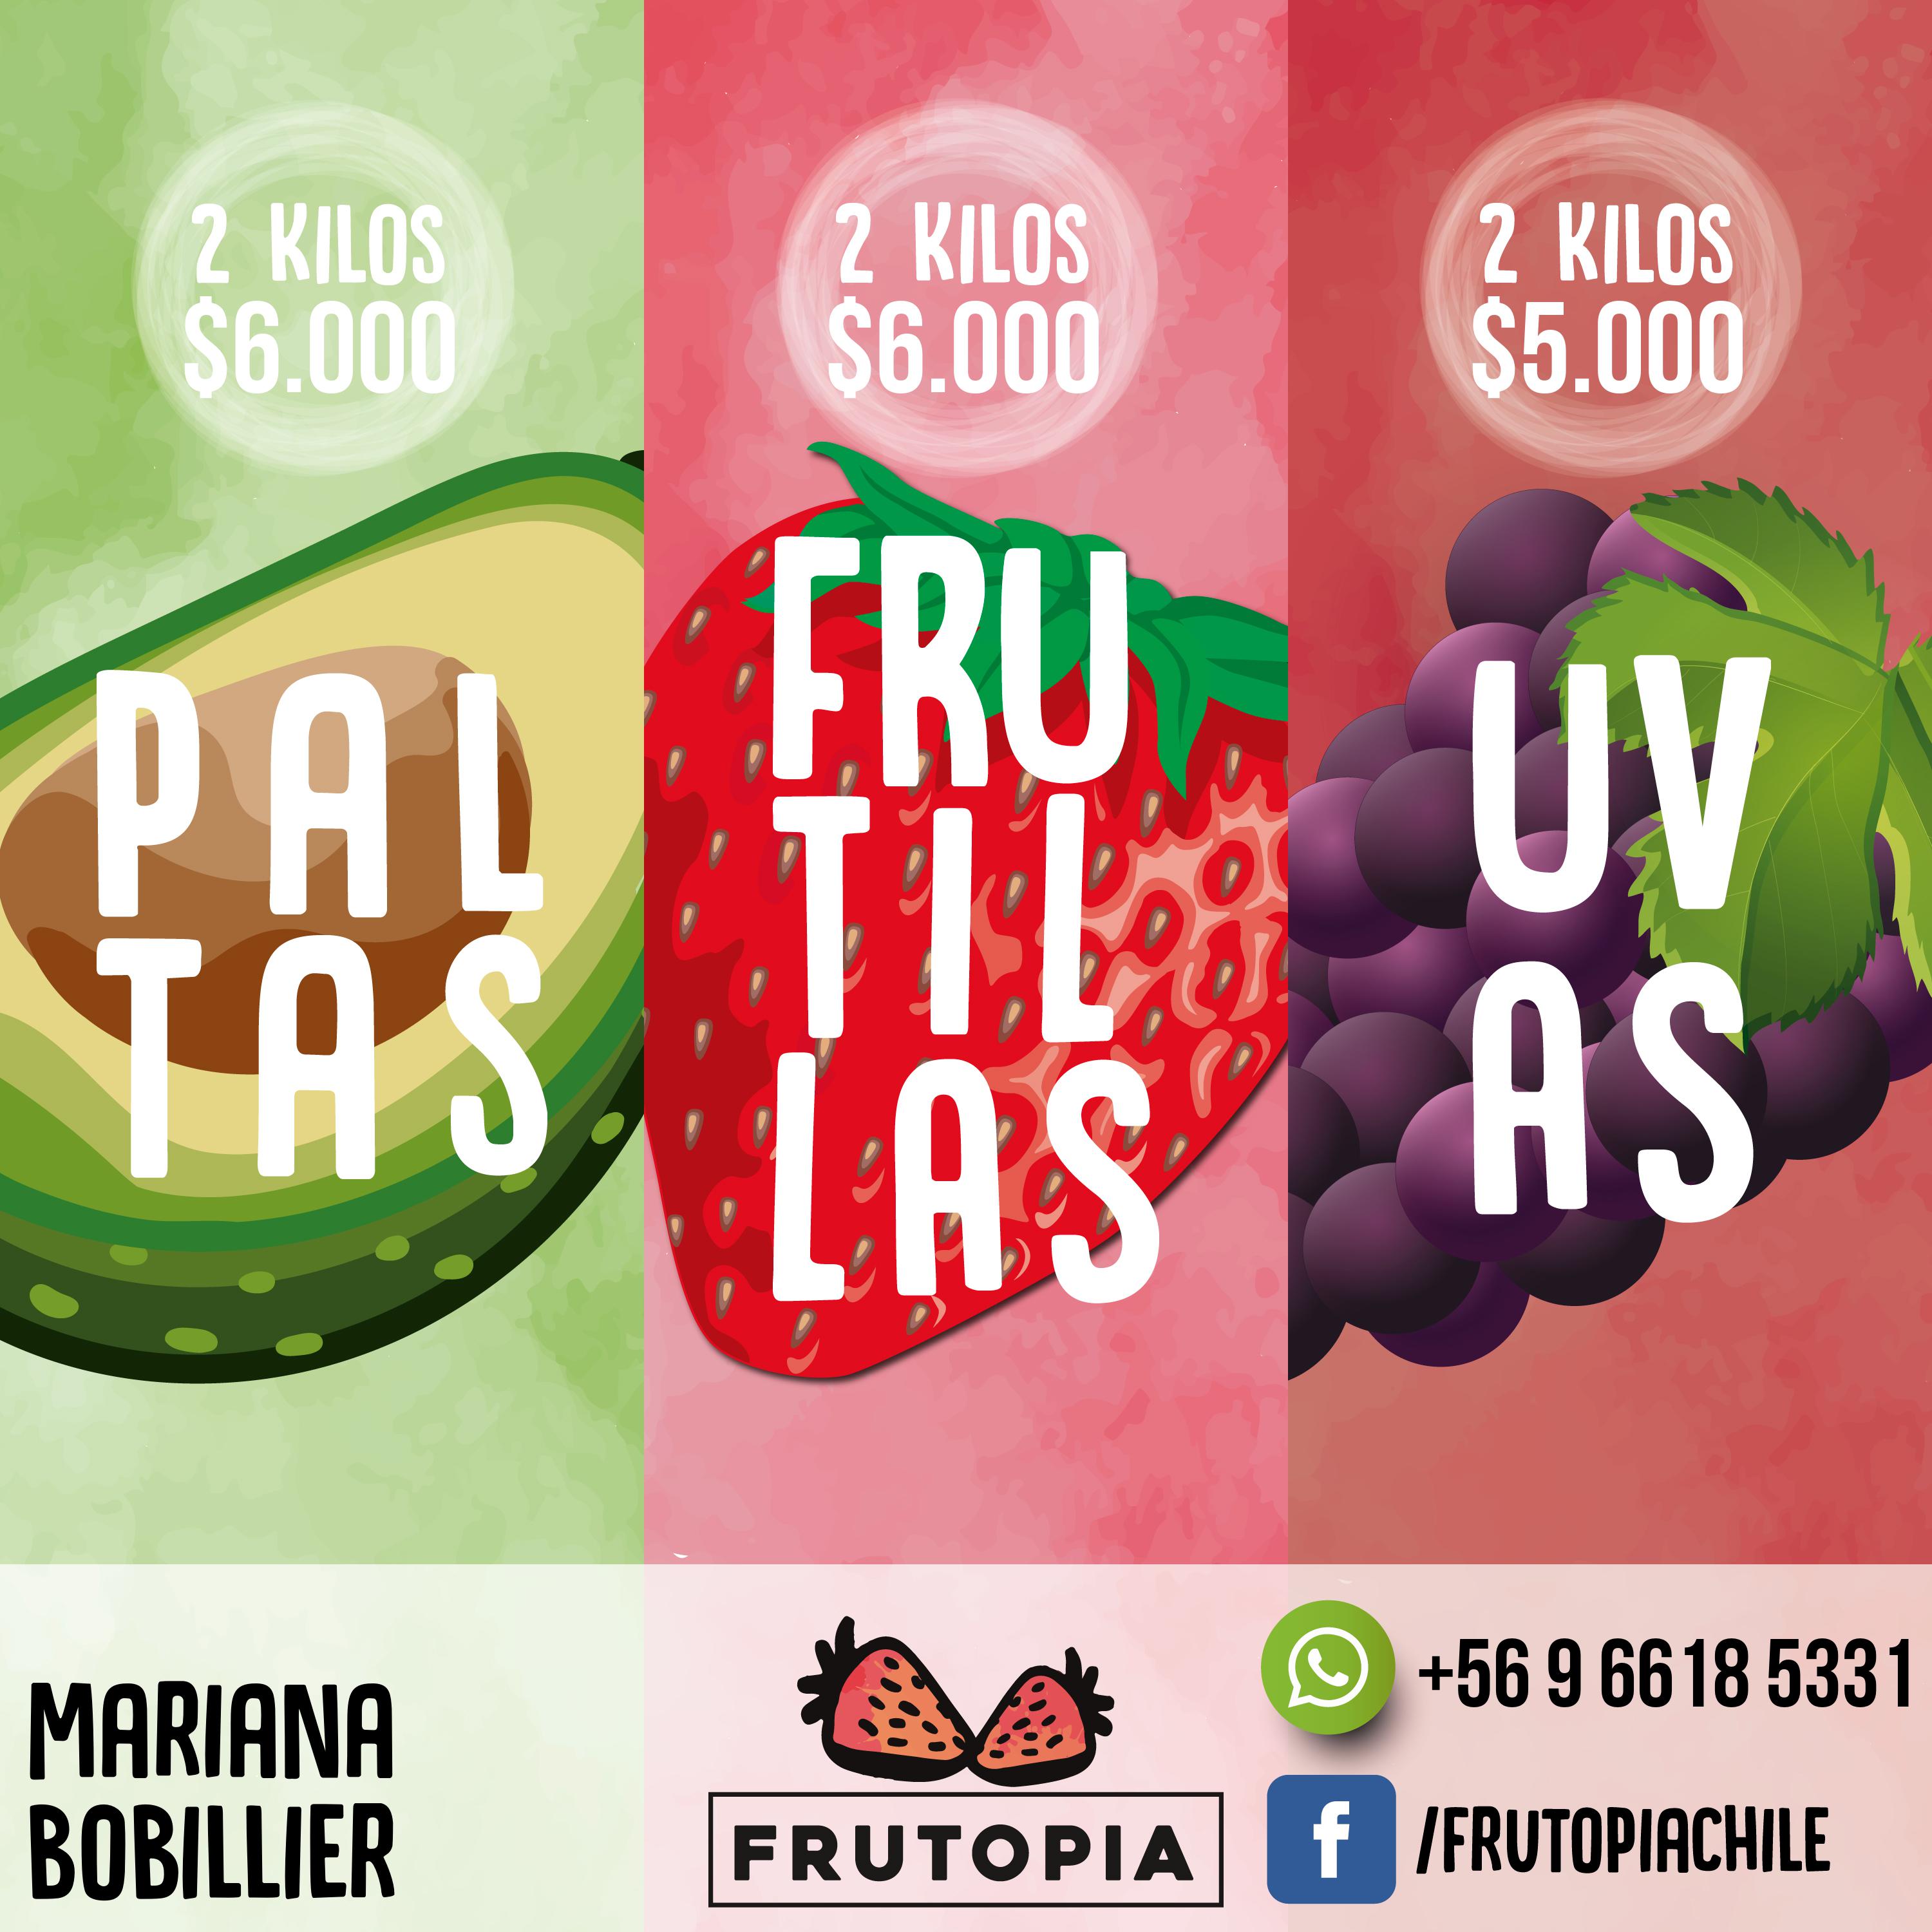 2 KILOS
$6.000
PAL
TAS
2 KILOS
$6.000
FRU
TIL
LAS
2 KILOS
$5.000
UV
AS
MARIANA
BOBILLIER
FRUTOPIA
+56 9 6618 5331
f /FRUTOPIACHILE